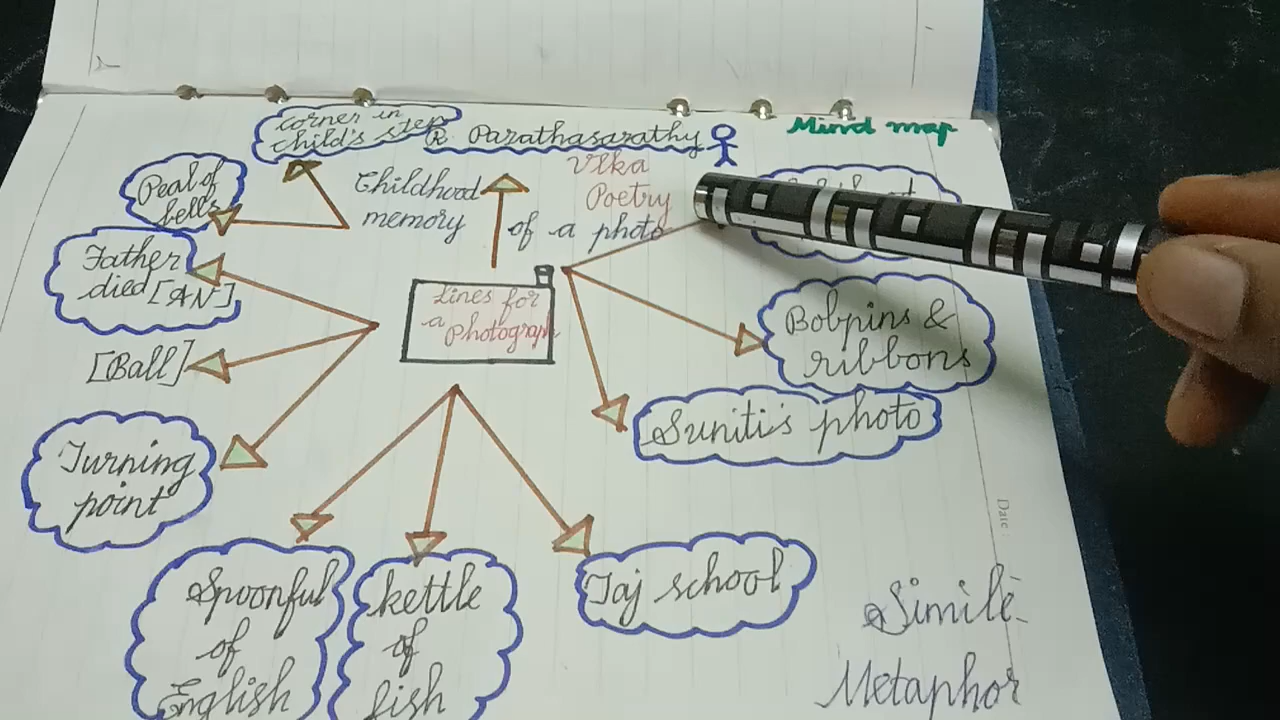 Mind map
corner in
child's step
R Parathasarathy
Peal of
bells
Childhood
memory
Vlka
Poetry
of a photo
Father
died [AN]
Lines for
a
Photograph
Bobpins &
ribbons
[Ball]
Suniti's photo
Turning
point
Spoonful
of
English
kettle
of
fish
Taj school
Simile
Metaphor
Date